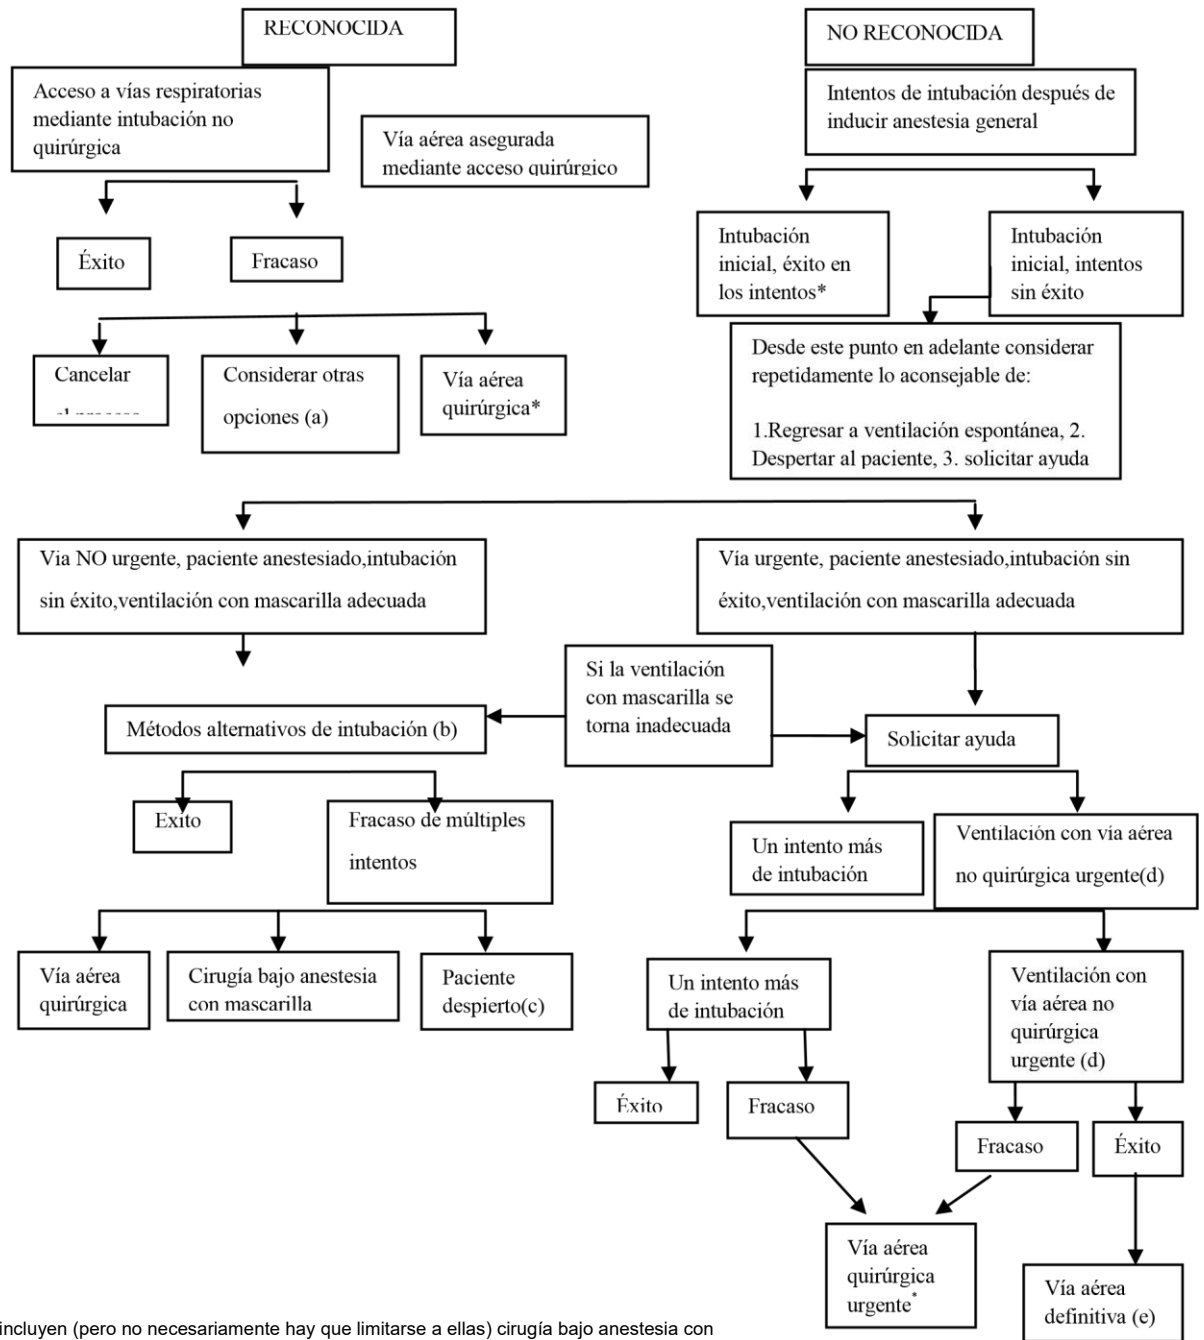 RECONOCIDA
NO RECONOCIDA
Acceso a vías respiratorias
mediante intubación no
quirúrgica
Vía aérea asegurada
mediante acceso quirúrgico
Intentos de intubación después de
inducir anestesia general
Éxito
Fracaso
Intubación
inicial, éxito en
los intentos*
Intubación
inicial, intentos
sin éxito
Cancelar
Considerar otras
opciones (a)
Vía aérea
quirúrgica*
Desde este punto en adelante considerar
repetidamente lo aconsejable de:
1.Regresar a ventilación espontánea, 2.
Despertar al paciente, 3. solicitar ayuda
Via NO urgente, paciente anestesiado,intubación
sin éxito,ventilación con mascarilla adecuada
Vía urgente, paciente anestesiado,intubación sin
éxito,ventilación con mascarilla adecuada
Si la ventilación
con mascarilla se
torna inadecuada
Métodos alternativos de intubación (b)
Solicitar ayuda
Exito
Fracaso de múltiples
intentos
Un intento más
de intubación
Ventilación con vía aérea
no quirúrgica urgente(d)
Vía aérea
quirúrgica
Cirugía bajo anestesia
con mascarilla
Paciente
despierto(c)
Un intento más
de intubación
Ventilación con
vía aérea no
quirúrgica
urgente (d)
Éxito
Fracaso
Fracaso
Éxito
Vía aérea
quirúrgica
urgente*
Vía aérea
definitiva (e)
incluyen (pero no necesariamente hay que limitarse a ellas) cirugía bajo anestesia con